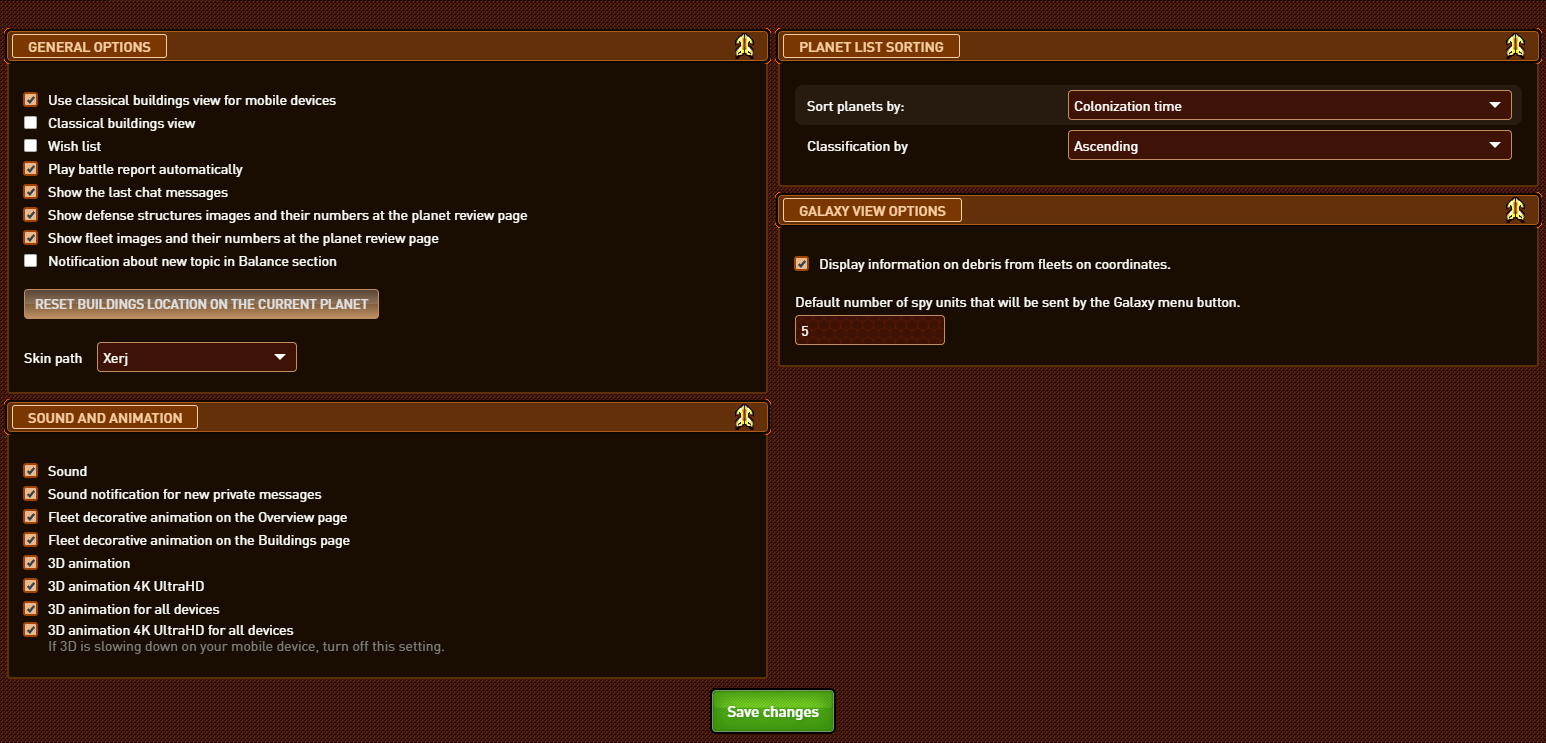 GENERAL OPTIONS
Use classical buildings view for mobile devices
Classical buildings view
Wish list
Play battle report automatically
Show the last chat messages
Show defense structures images and their numbers at the planet review page
Show fleet images and their numbers at the planet review page
Notification about new topic in Balance section
RESET BUILDINGS LOCATION ON THE CURRENT PLANET
Skin path Xerj
SOUND AND ANIMATION
Sound
Sound notification for new private messages
Fleet decorative animation on the Overview page
Fleet decorative animation on the Buildings page
3D animation
3D animation 4K UltraHD
3D animation for all devices
3D animation 4K UltraHD for all devices
If 3D is slowing down on your mobile device, turn off this setting.
PLANET LIST SORTING
Sort planets by: Colonization time
Classification by Ascending
GALAXY VIEW OPTIONS
Display information on debris from fleets on coordinates.
Default number of spy units that will be sent by the Galaxy menu button.
5
Save changes